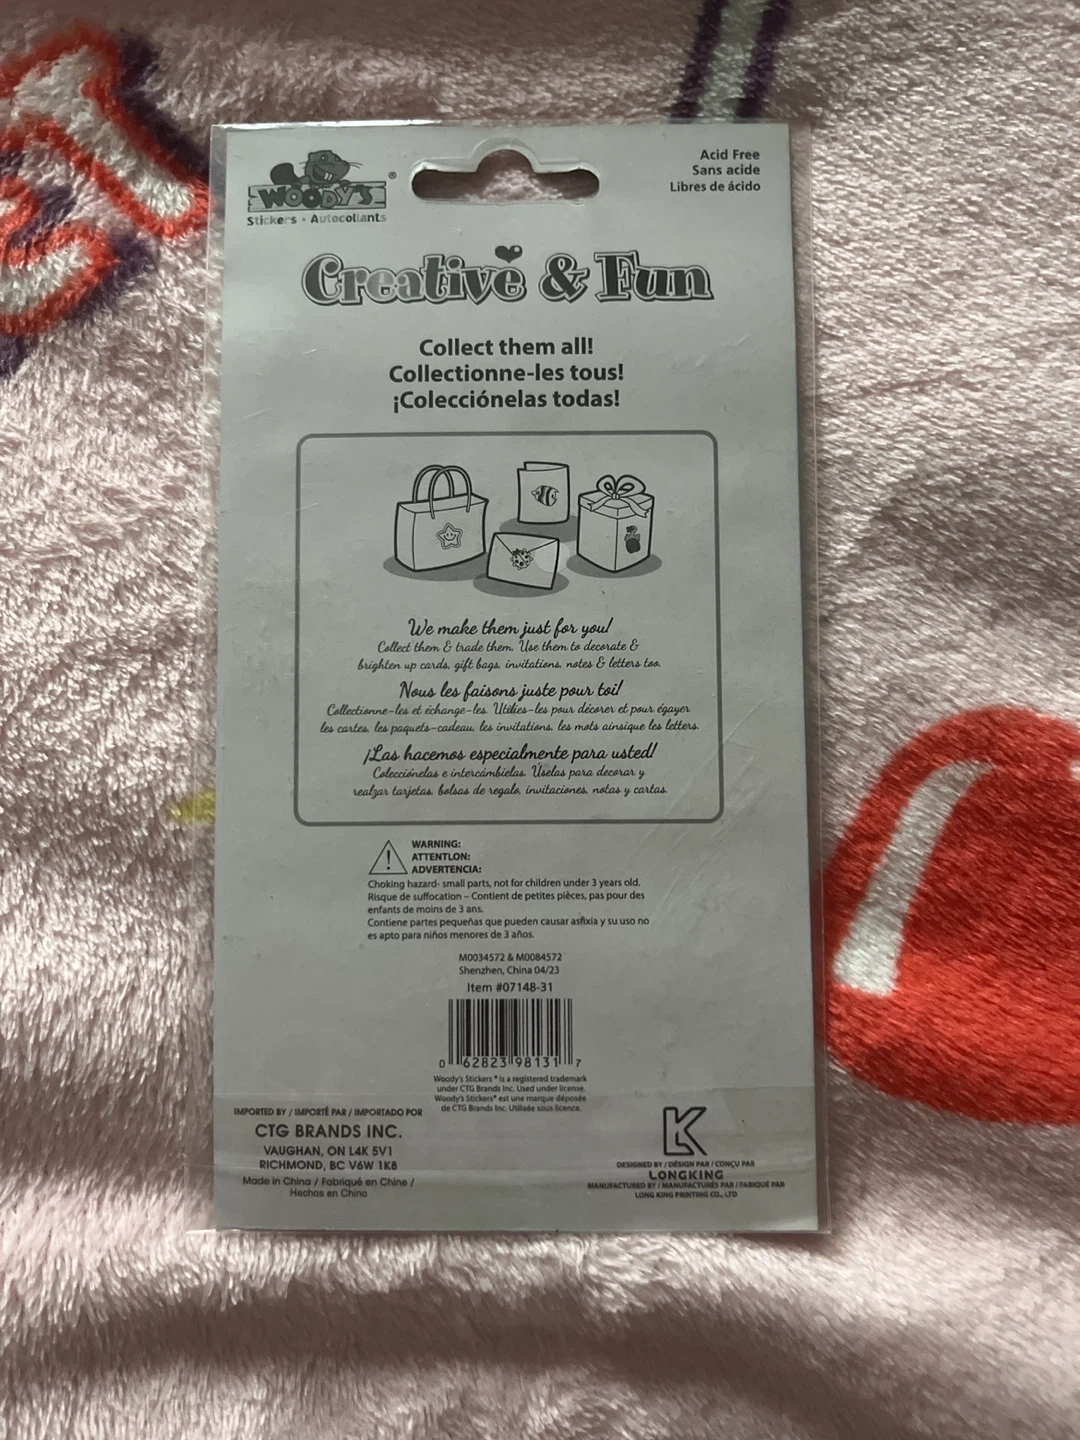 WOODY'S ®
Stickers • Autocollants
Acid Free
Sans acide
Libres de ácido
Creative & Fun
Collect them all!
Collectionne-les tous!
¡Colecciónelas todas!
We make them just for you!
Collect them & trade them. Use them to decorate &
brighten up cards, gift bags, invitations, notes & letters too.
Nous les faisons juste pour toi!
Collectionne-les et échange-les. Utilies-les pour décorer et pour égayer
les cartes, les paquets-cadeau, les invitations, les mots ainsique les letters.
¡Las hacemos especialmente para usted!
Colecciónelas e intercámbielas. Úselas para decorar y
realzar tarjetas, bolsas de regalo, invitaciones, notas y cartas.
WARNING:
ATTENTLON:
ADVERTENCIA:
Choking hazard- small parts, not for children under 3 years old.
Risque de suffocation – Contient de petites pièces, pas pour des
enfants de moins de 3 ans.
Contiene partes pequeñas que pueden causar asfixia y su uso no
es apto para niños menores de 3 años.
M0034572 & M0084572
Shenzhen, China 04/23
Item #07148-31
0 62823 98131 7
Woody's Stickers ® is a registered trademark
under CTG Brands Inc. Used under license.
Woody's Stickers® est une marque déposée
de CTG Brands Inc. Utilisée sous licence.
IMPORTED BY / IMPORTÉ PAR / IMPORTADO POR
CTG BRANDS INC.
VAUGHAN, ON L4K 5V1
RICHMOND, BC V6W 1K8
Made in China / Fabriqué en Chine /
Hechos en China
LK
DESIGNED BY / DÉSIGN PAR / CONÇU PAR
LONGKING
MANUFACTURED BY / MANUFACTURÉS PAR / FABRIQUÉ PAR
LONG KING PRINTING CO., LTD